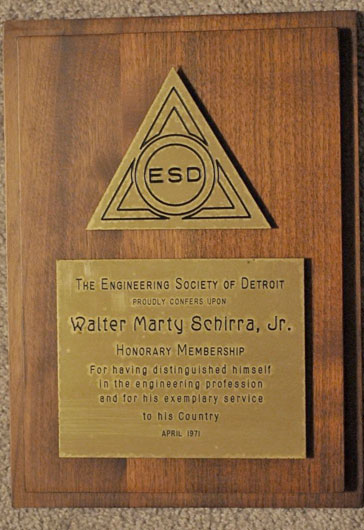 ESD
THE ENGINEERING SOCIETY OF DETROIT
PROUDLY CONFERS UPON
Walter Marty Schirra, Jr.
HONORARY MEMBERSHIP
For having distinguished himself
in the engineering profession
and for his exemplary service
to his Country
APRIL 1971